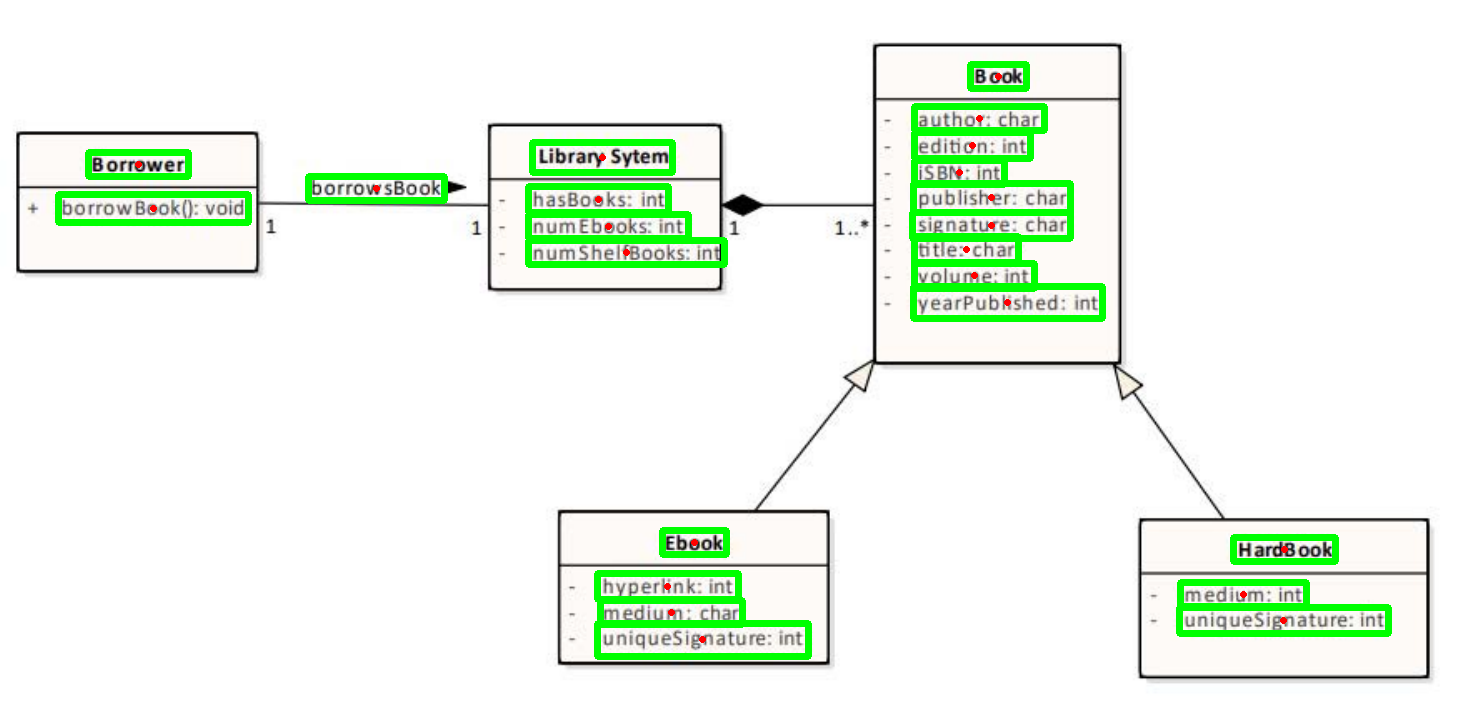 Borrower
+ borrowBook(): void
borrowsBook
1
1
Library Sytem
- hasBooks: int
- numEbooks: int
- numShelfBooks: int
1
1..*
Book
- author: char
- edition: int
- iSBN: int
- publisher: char
- signature: char
- title: char
- volume: int
- yearPublished: int
Ebook
- hyperlink: int
- medium: char
- uniqueSignature: int
HardBook
- medium: int
- uniqueSignature: int